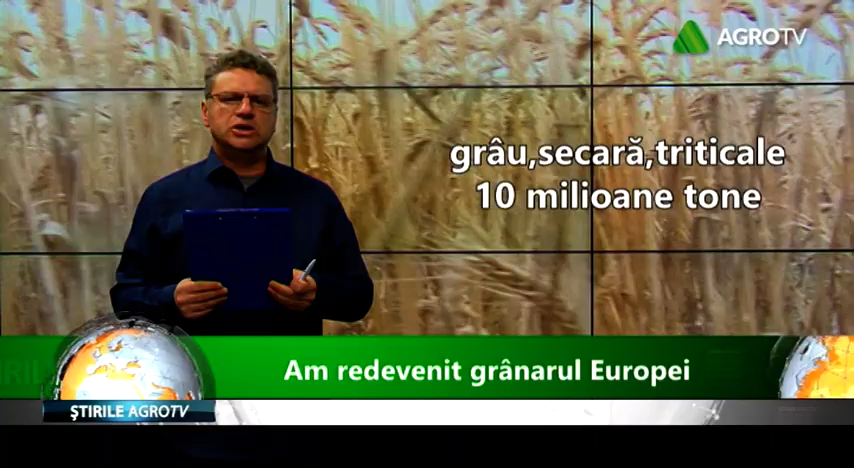 AGROTV
grâu,secară,triticale
10 milioane tone
Am redevenit grânarul Europei
ŞTIRILE AGROTV